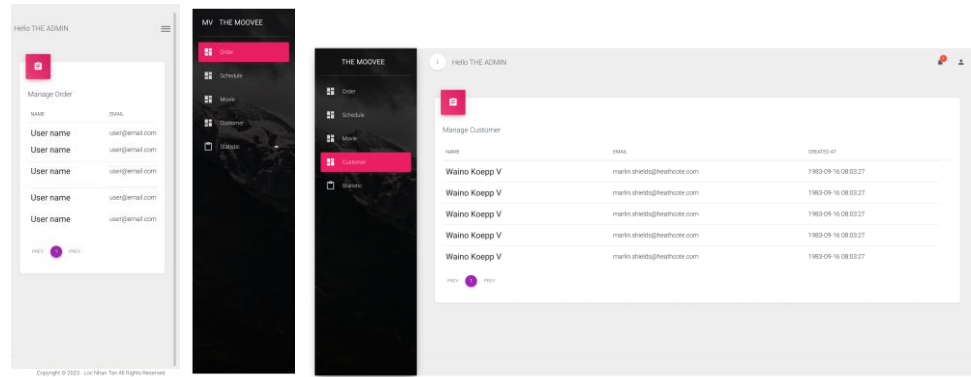 Hello THE ADMIN
Manage Order
NAME EMAIL
User name user@email.com
User name user@email.com
User name user@email.com
User name user@email.com
User name user@email.com
PREV 1 PREV
Copyright © 2023 - Loc Nhan Tan All Rights Reserved
MV THE MOOVEE
Order
Schedule
Movie
Customer
Statistic
THE MOOVEE
Order
Schedule
Movie
Customer
Statistic
Hello THE ADMIN
Manage Customer
NAME EMAIL CREATED AT
Waino Koepp V marlin.shields@heathcote.com 1983-09-16 08:03:27
Waino Koepp V marlin.shields@heathcote.com 1983-09-16 08:03:27
Waino Koepp V marlin.shields@heathcote.com 1983-09-16 08:03:27
Waino Koepp V marlin.shields@heathcote.com 1983-09-16 08:03:27
Waino Koepp V marlin.shields@heathcote.com 1983-09-16 08:03:27
PREV 1 PREV